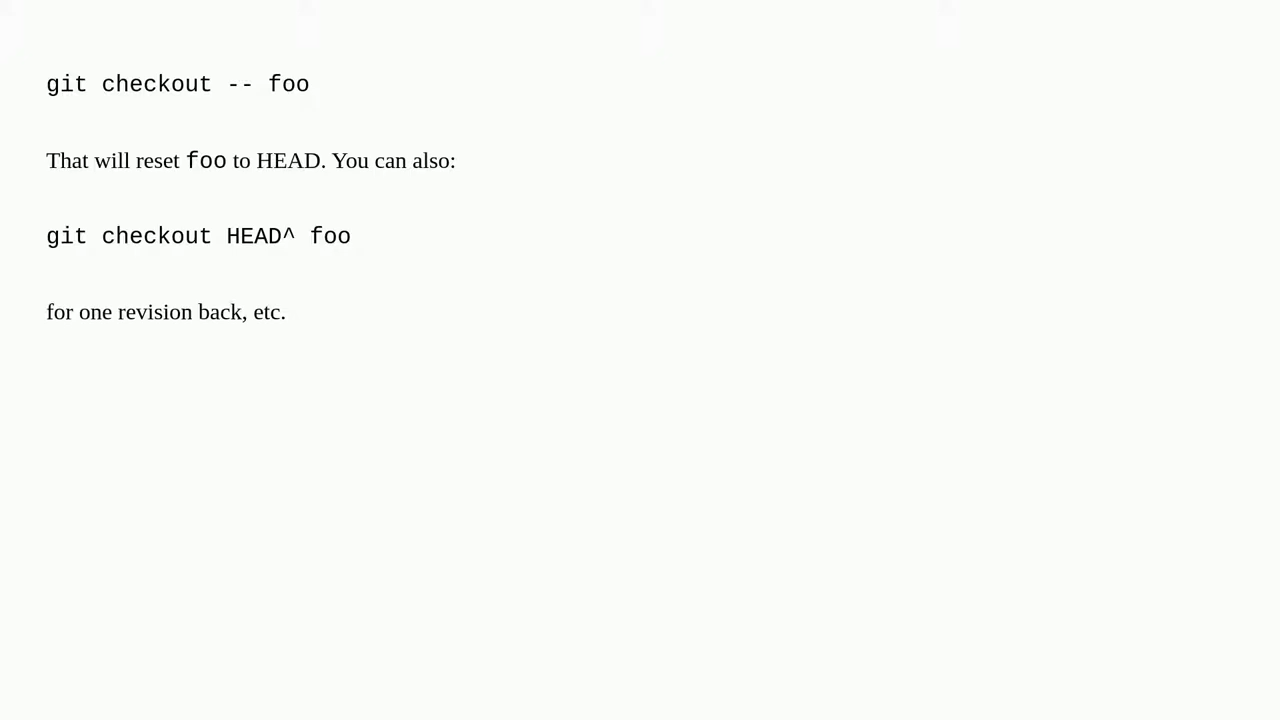 git checkout -- foo
That will reset foo to HEAD. You can also:
git checkout HEAD^ foo
for one revision back, etc.